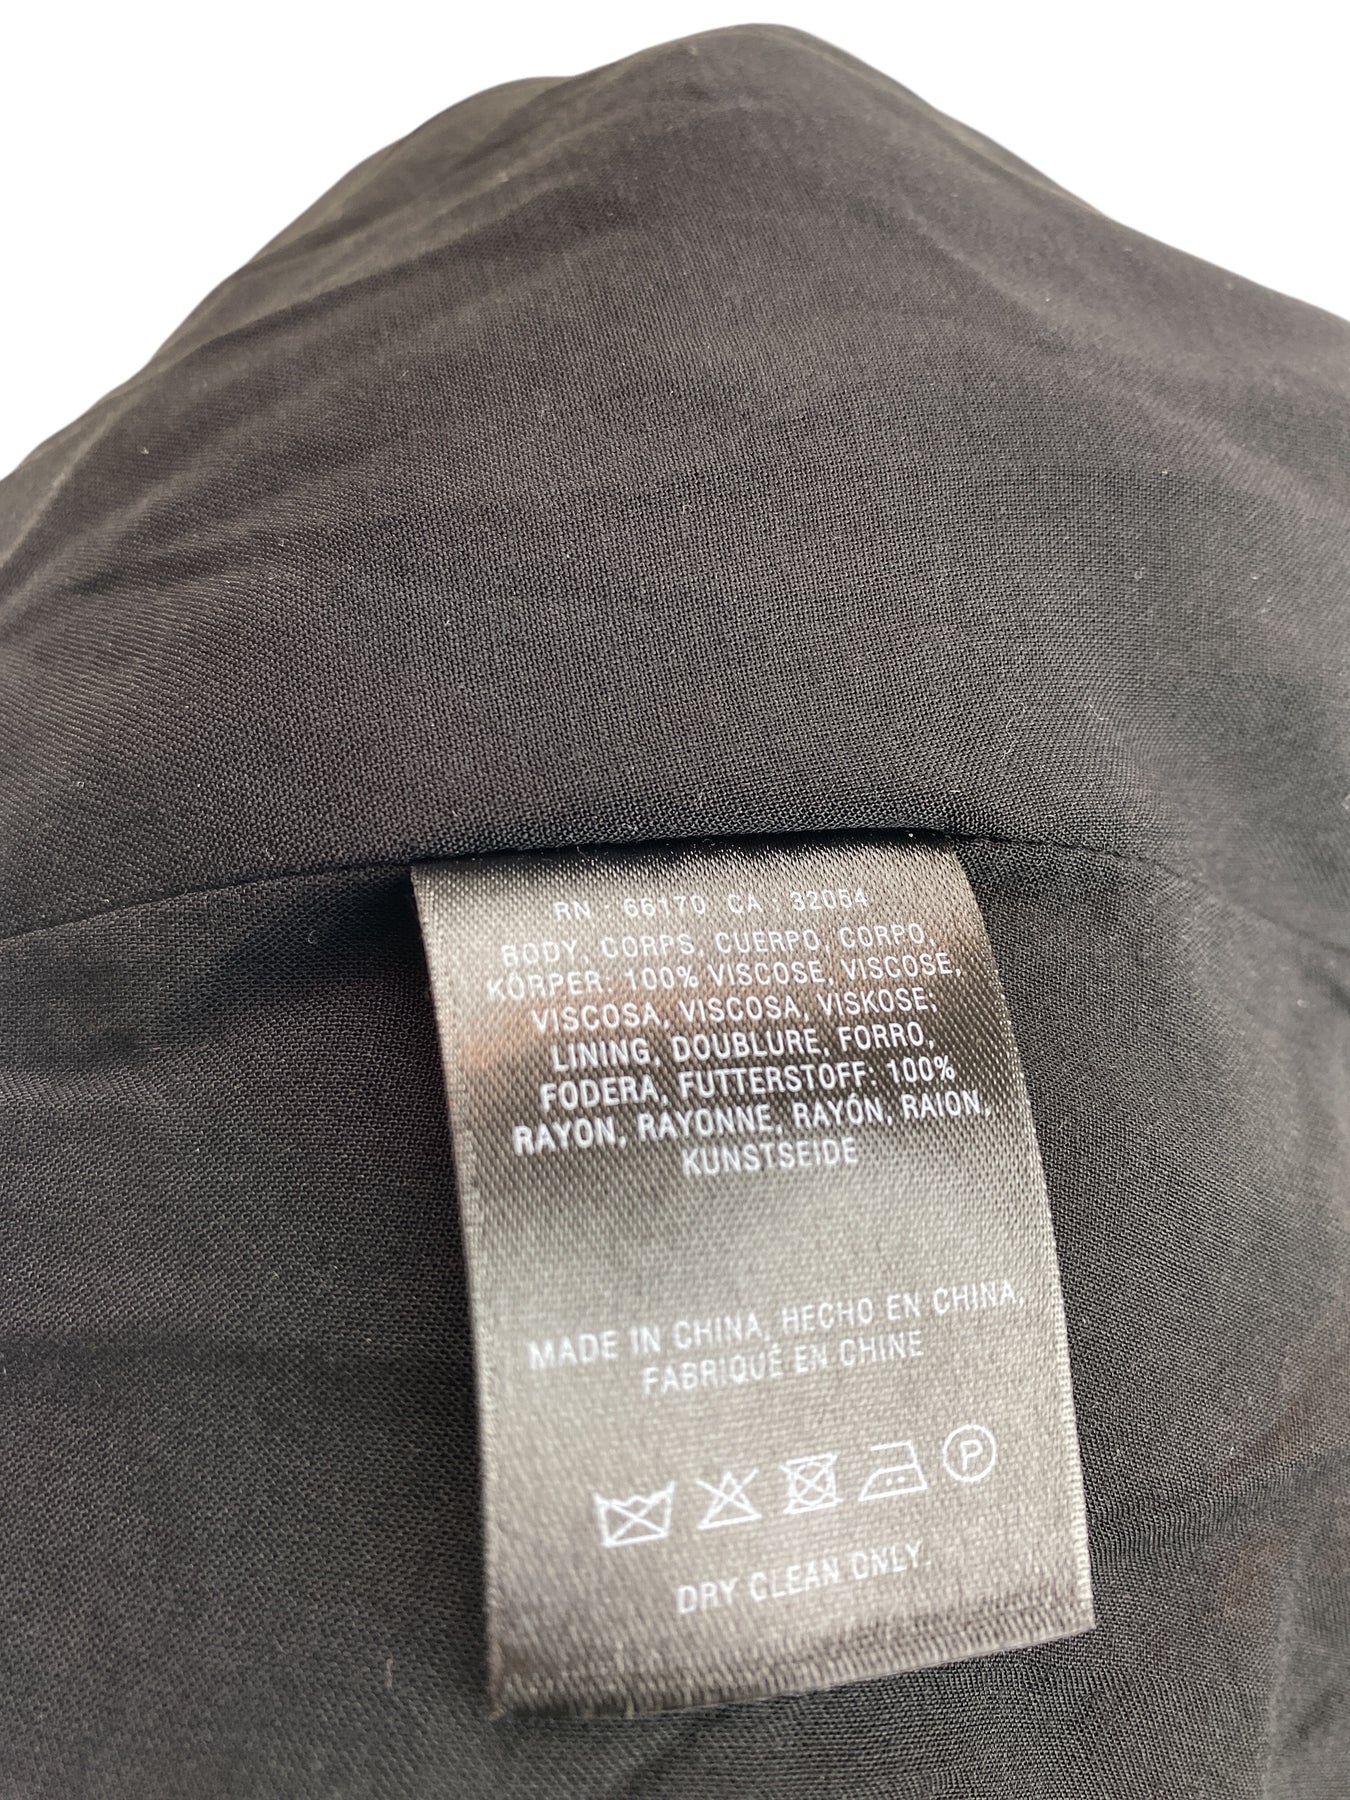 RN : 66170 CA : 32054
BODY, CORPS, CUERPO, CORPO,
KÖRPER: 100% VISCOSE, VISCOSE,
VISCOSA, VISCOSA, VISKOSE;
LINING, DOUBLURE, FORRO,
FODERA, FUTTERSTOFF: 100%
RAYON, RAYONNE, RAYÓN, RAION,
KUNSTSEIDE
MADE IN CHINA, HECHO EN CHINA,
FABRIQUÉ EN CHINE
P
DRY CLEAN ONLY.